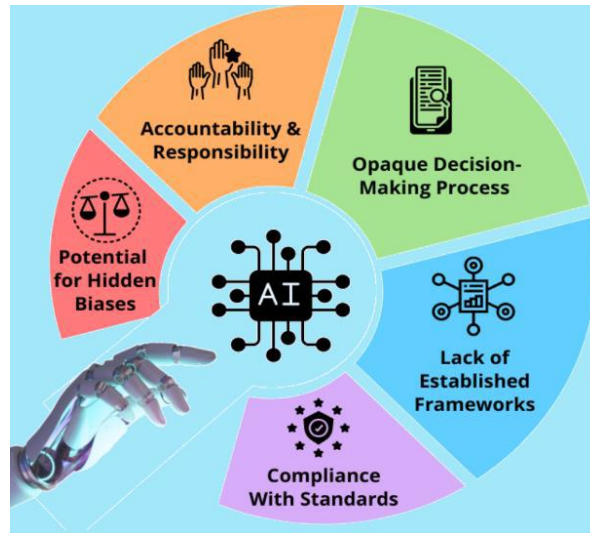 Accountability &
Responsibility
Opaque Decision-
Making Process
Potential
for Hidden
Biases
AI
Lack of
Established
Frameworks
Compliance
With Standards